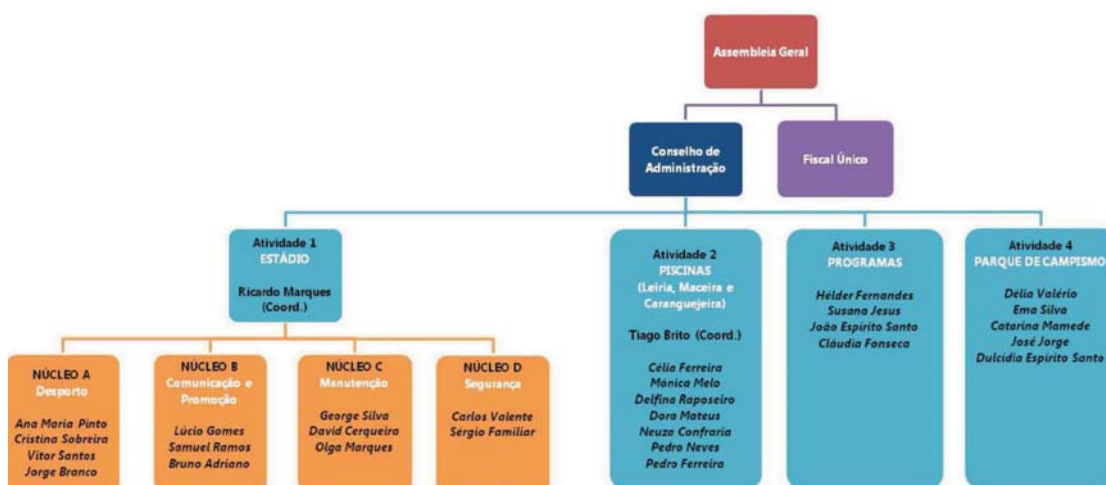 Assembleia Geral
Conselho de
Administração
Fiscal Único
Atividade 1
ESTÁDIO
Ricardo Marques
(Coord.)
NÚCLEO A
Desporto
Ana Maria Pinto
Cristina Sobreira
Vitor Santos
Jorge Branco
NÚCLEO B
Comunicação e
Promoção
Lúcio Gomes
Samuel Ramos
Bruno Adriano
NÚCLEO C
Manutenção
George Silva
David Cerqueira
Olga Marques
NÚCLEO D
Segurança
Carlos Valente
Sérgio Familiar
Atividade 2
PISCINAS
(Leiria, Maceira e
Caranguejeira)
Tiago Brito (Coord.)
Célia Ferreira
Mónica Melo
Delfina Raposeiro
Dora Mateus
Neuza Confraria
Pedro Neves
Pedro Ferreira
Atividade 3
PROGRAMAS
Hélder Fernandes
Susana Jesus
João Espírito Santo
Cláudia Fonseca
Atividade 4
PARQUE DE CAMPISMO
Délia Valério
Ema Silva
Catarina Mamede
José Jorge
Dulcídia Espírito Santo